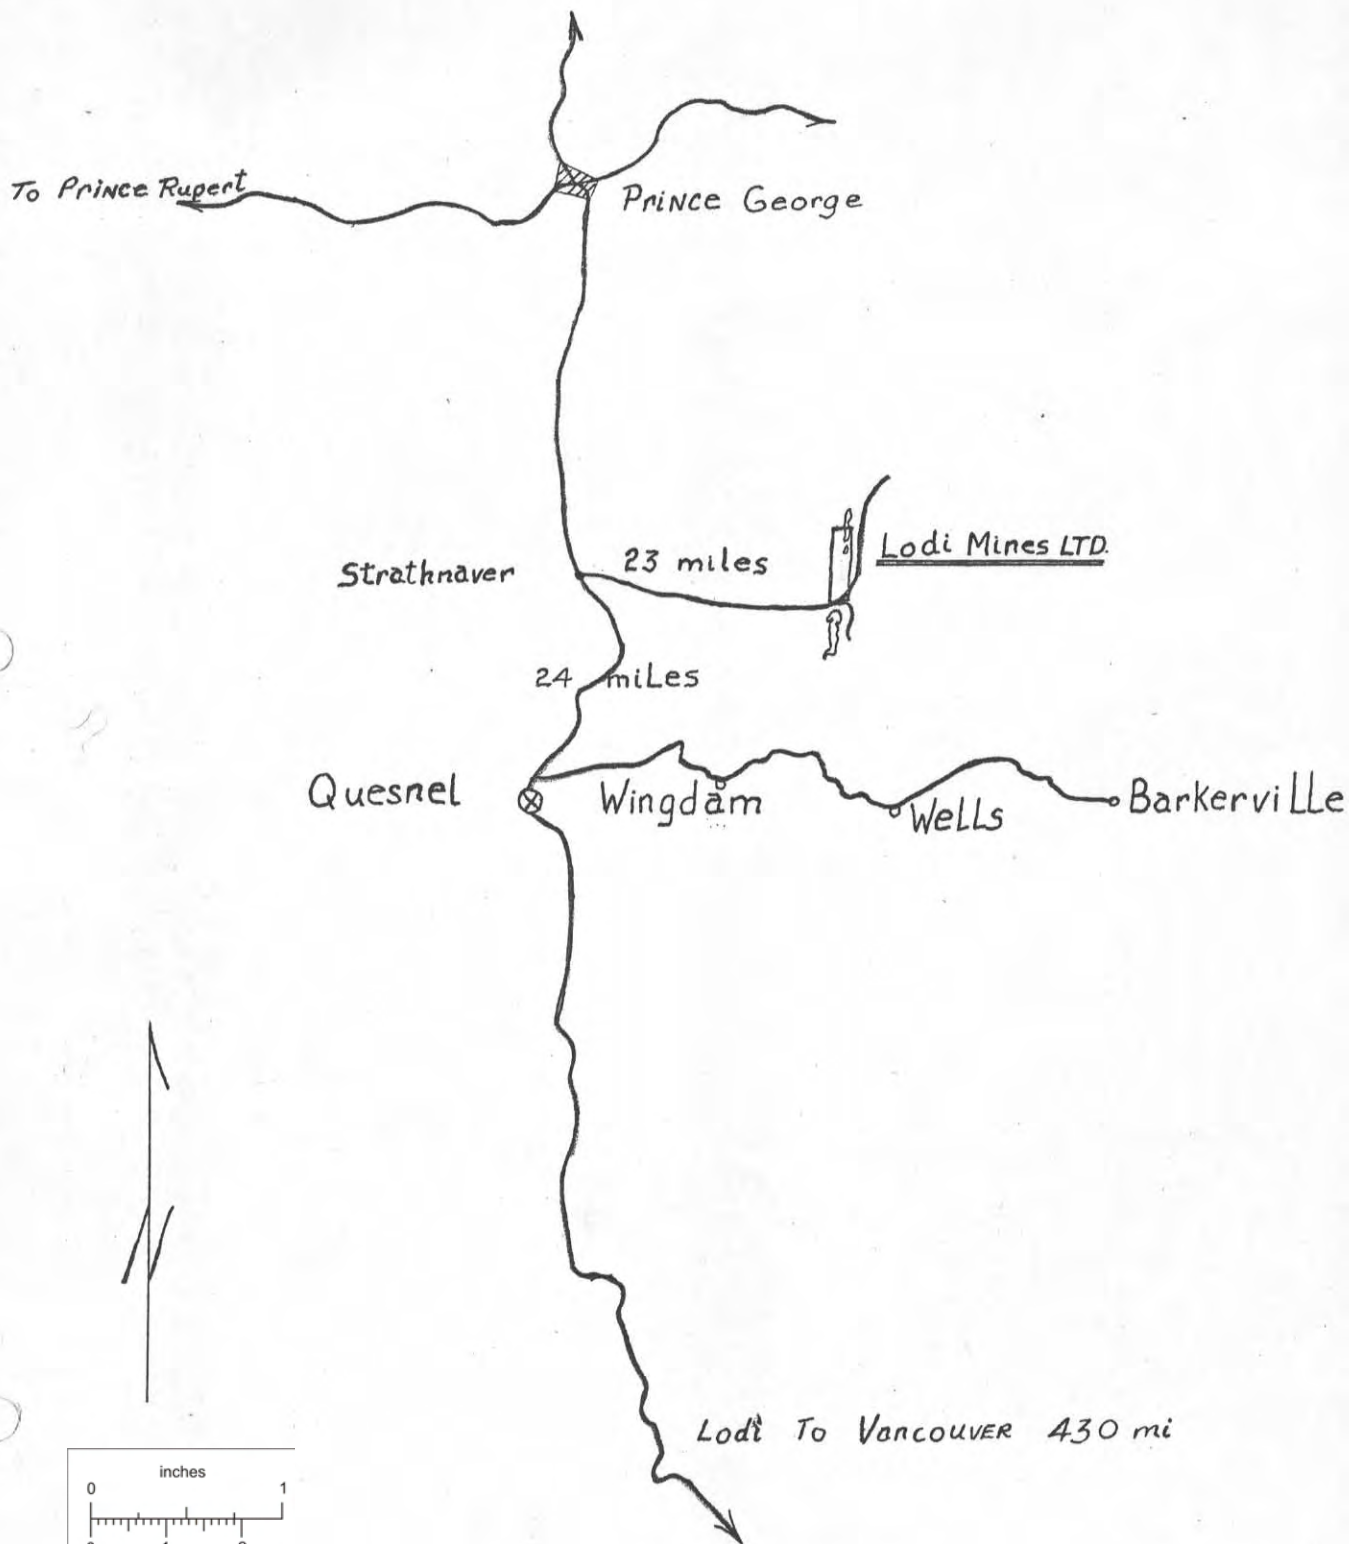 To Prince Rupert
Prince George
Strathnaver
23 miles
Lodi Mines LTD.
24 miles
Quesnel
Wingdam
Wells
Barkerville
Lodi To Vancouver 430 mi
inches
0 1